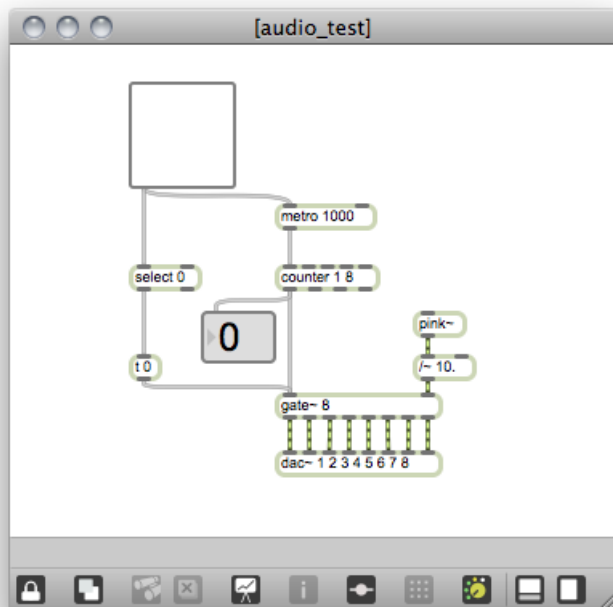 [audio_test]
metro 1000
select 0
counter 1 8
0
pink~
t 0
/~ 10.
gate~ 8
dac~ 1 2 3 4 5 6 7 8